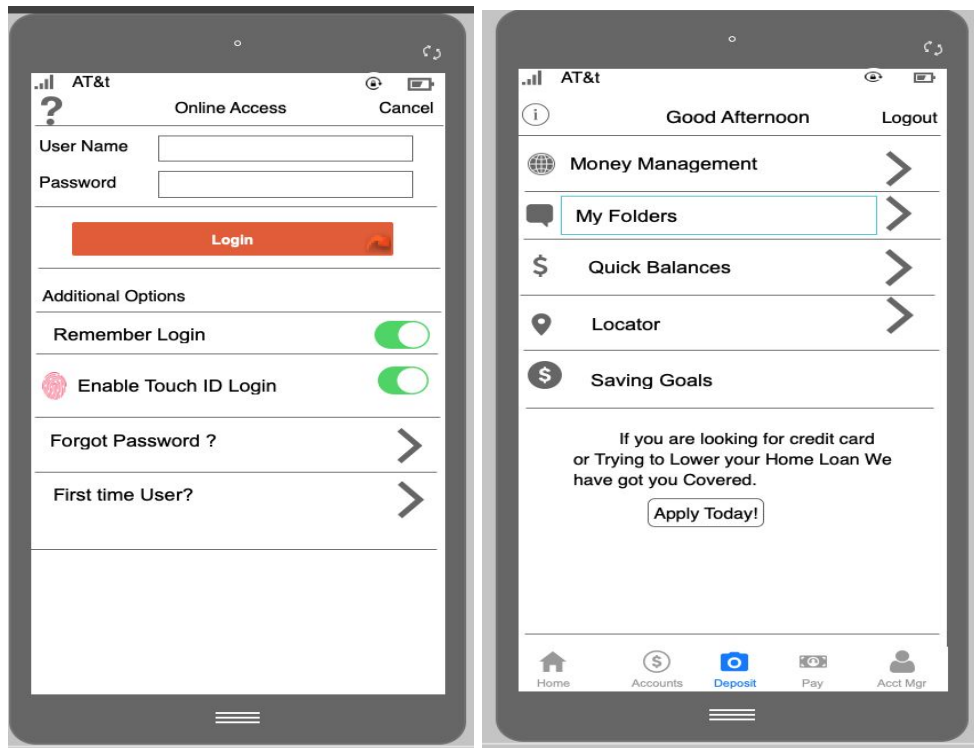 AT&t
? Online Access Cancel
User Name
Password
Login
Additional Options
Remember Login
Enable Touch ID Login
Forgot Password ?
First time User?
AT&t
i Good Afternoon Logout
Money Management
My Folders
$ Quick Balances
Locator
$ Saving Goals
If you are looking for credit card
or Trying to Lower your Home Loan We
have got you Covered.
Apply Today!
$
Home Accounts Deposit Pay Acct Mgr